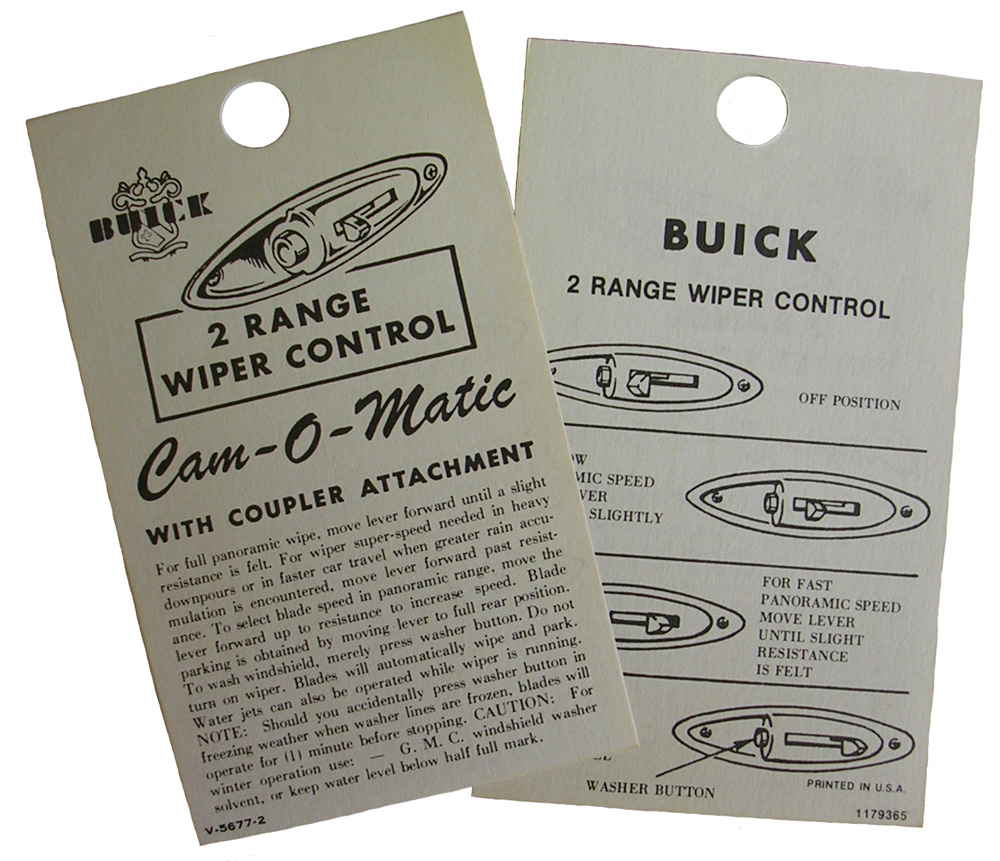 BUICK
2 RANGE
WIPER CONTROL
Cam-O-Matic
WITH COUPLER ATTACHMENT
For full panoramic wipe, move lever forward until a slight
resistance is felt. For wiper super-speed needed in heavy
downpours or in faster car travel when greater rain accu-
mulation is encountered, move lever forward past resist-
ance. To select blade speed in panoramic range, move the
lever forward up to resistance to increase speed. Blade
parking is obtained by moving lever to full rear position.
To wash windshield, merely press washer button. Do not
turn on wiper. Blades will automatically wipe and park.
Water jets can also be operated while wiper is running.
NOTE: Should you accidentally press washer button in
freezing weather when washer lines are frozen, blades will
operate for (1) minute before stopping. CAUTION: For
winter operation use: — G. M. C. windshield washer
solvent, or keep water level below half full mark.
V-5677-2
BUICK
2 RANGE WIPER CONTROL
OFF POSITION
SPEED
SLIGHTLY
FOR FAST
PANORAMIC SPEED
MOVE LEVER
UNTIL SLIGHT
RESISTANCE
IS FELT
WASHER BUTTON
PRINTED IN U.S.A.
1179365